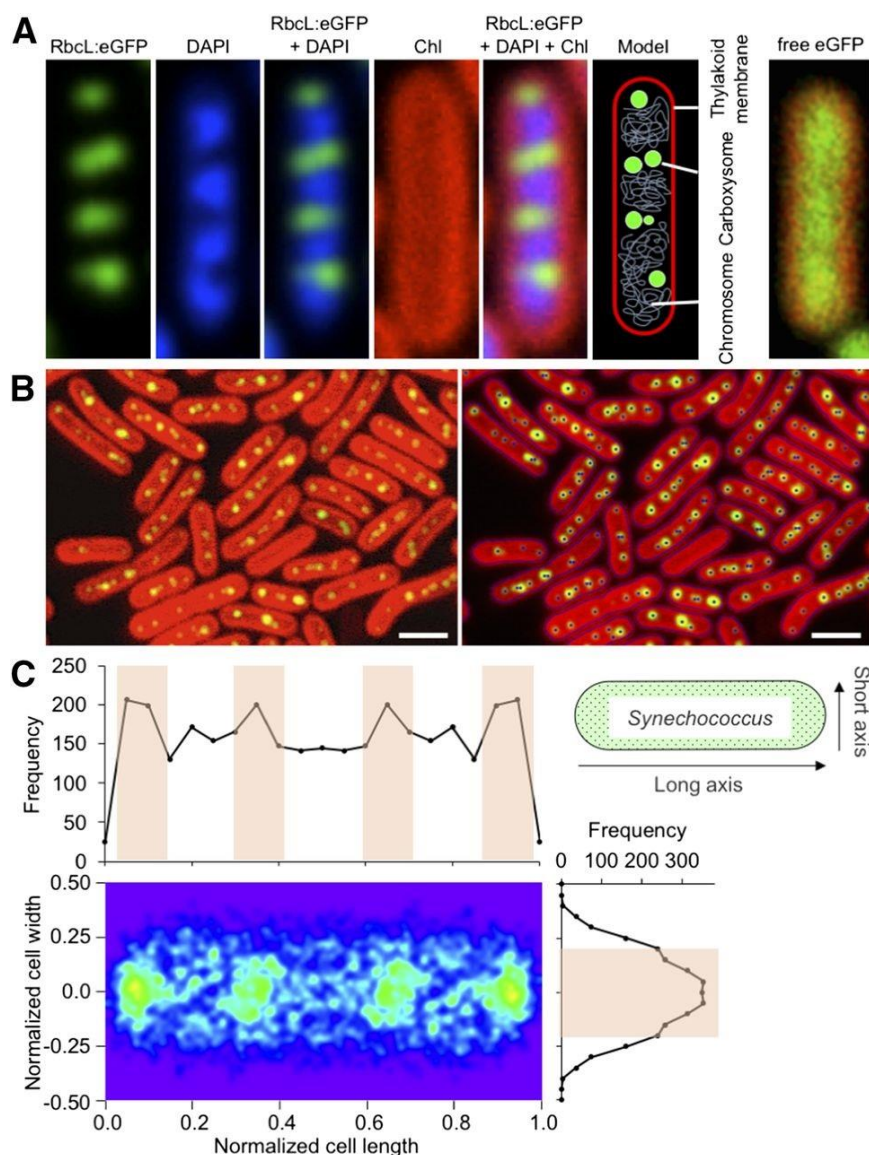 A
RbcL:eGFP
DAPI
RbcL:eGFP
+ DAPI
Chl
RbcL:eGFP
+ DAPI + Chl
Model
Thylakoid
membrane
Carboxysome
Chromosome
free eGFP
B
C
250
200
150
100
50
0
Frequency
Synechococcus
Short axis
Long axis
Frequency
0 100 200 300
0.50
0.25
0.0
-0.25
-0.50
Normalized cell width
0.0 0.2 0.4 0.6 0.8 1.0
Normalized cell length